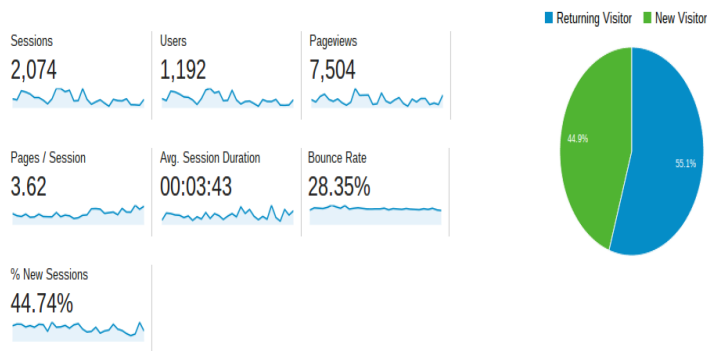 Returning Visitor New Visitor
Sessions
2,074
Users
1,192
Pageviews
7,504
Pages / Session
3.62
Avg. Session Duration
00:03:43
Bounce Rate
28.35%
% New Sessions
44.74%
44.9%
55.1%